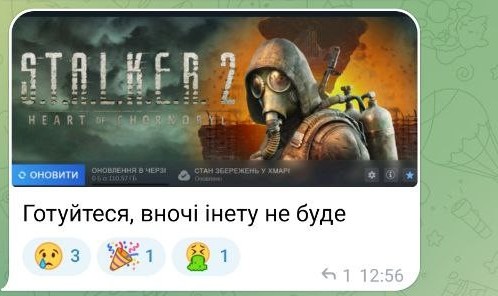 S.T.A.L.K.E.R. 2
HEART OF CHORNOBYL
ОНОВИТИ
ОНОВЛЕННЯ В ЧЕРЗІ
СТАН ЗБЕРЕЖЕНЬ У ХМАРІ
Оновлено
Готуйтеся, вночі інету не буде
3 1 1
1 12:56